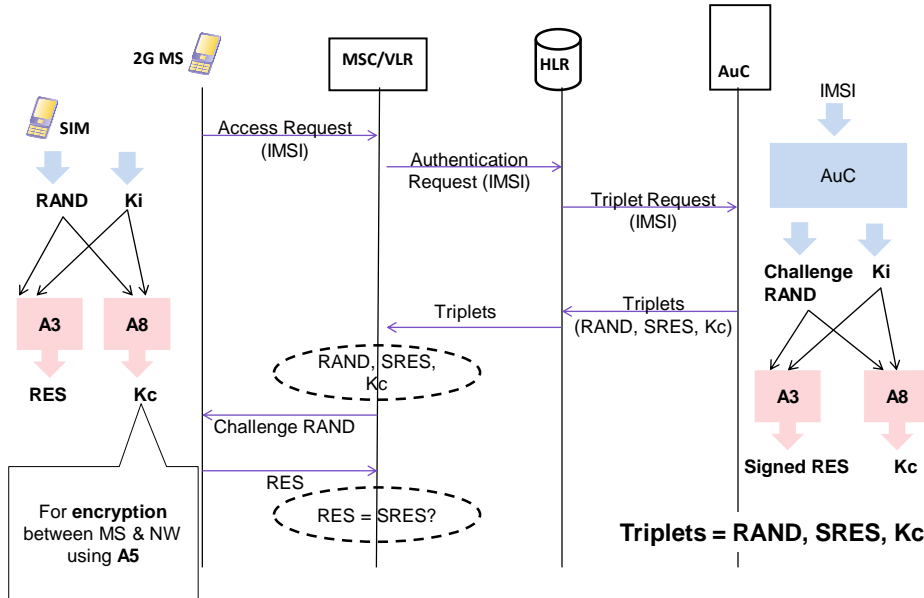 2G MS
MSC/VLR
HLR
AuC
SIM
RAND
Ki
A3
A8
RES
Kc
For encryption
between MS & NW
using A5
Access Request
(IMSI)
Authentication
Request (IMSI)
Triplet Request
(IMSI)
Triplets
(RAND, SRES, Kc)
Triplets
RAND, SRES,
Kc
Challenge RAND
RES
RES = SRES?
IMSI
AuC
Challenge
RAND
Ki
A3
A8
Signed RES
Kc
Triplets = RAND, SRES, Kc